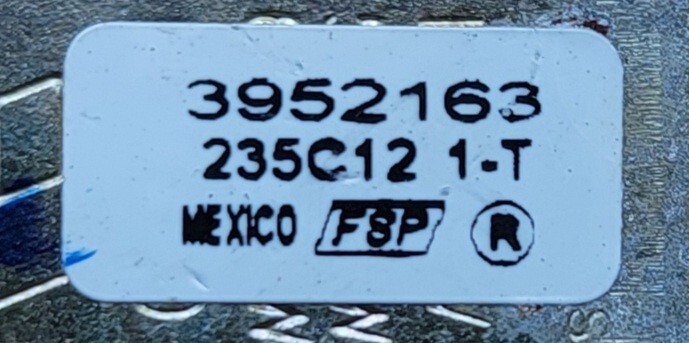 3952163
235C12 1-T
MEXICO FSP ®